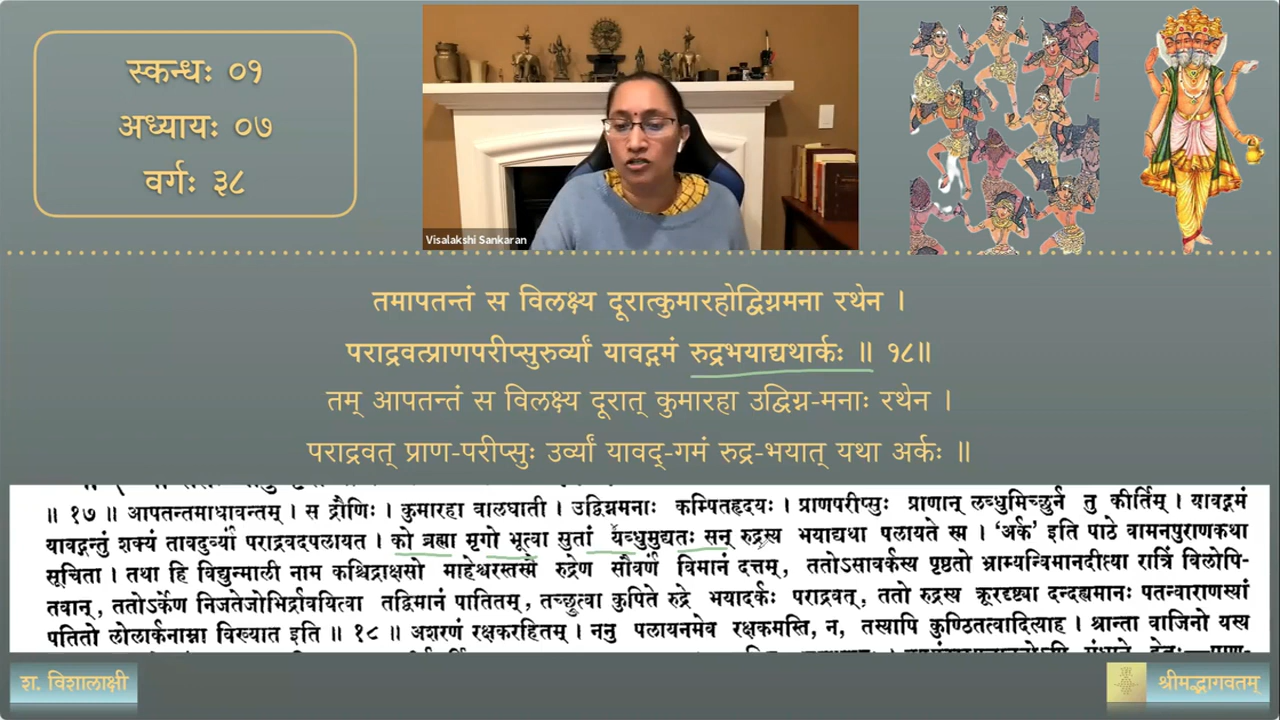 स्कन्धः ०१
अध्यायः ०७
वर्गः ३८
Visalakshi Sankaran
तमापतन्तं स विलक्ष्य दूरात्कुमारहोद्विग्नमना रथेन ।
पराद्रवत्प्राणपरीप्सुरुर्व्यां यावद्गमं रुद्रभयाद्यथार्कः ॥ १८॥
तम् आपतन्तं स विलक्ष्य दूरात् कुमारहा उद्विग्न-मनाः रथेन ।
पराद्रवत् प्राण-परीप्सुः उर्व्यां यावद्-गमं रुद्र-भयात् यथा अर्कः ॥
॥ १७ ॥ आपतन्तमाधावन्तम् । स द्रौणिः । कुमारहा वालघाती । उद्विग्नमनाः कम्पितहृदयः । प्राणपरीप्सुः प्राणान् लब्धुमिच्छुर्न तु कीर्तिम् । यावद्गमं
यावद्गन्तुं शक्यं तावदुर्व्यां पराद्रवदपलायत । को ब्रह्मा मृगो भूत्वा सुतां यब्धुमुद्यतः सन् रुद्रस्य भयाद्यथा पलायते स्म । ‘अर्क’ इति पाठे वामनपुराणकथा
सूचिता । तथा हि विद्युन्माली नाम कश्चिद्राक्षसो माहेश्वरस्तस्मै रुद्रेण सौवर्णं विमानं दत्तम्, ततोऽसावर्कस्य पृष्ठतो भ्राम्यन्विमानदीप्त्या रात्रिं विलोपि-
तवान्, ततोऽर्केण निजतेजोभिर्द्रावयित्वा तद्विमानं पातितम्, तच्छ्रुत्वा कुपिते रुद्रे भयादर्कः पराद्रवत्, ततो रुद्रस्य क्रूरदृष्ट्या दन्दह्यमानः पतन्वाराणस्यां
पतितो लोलार्कनाम्ना विख्यात इति ॥ १८ ॥ अशरणं रक्षकरहितम् । ननु पलायनमेव रक्षकमस्ति, न, तस्यापि कुण्ठितत्वादित्याह । श्रान्ता वाजिनो यस्य
श. विशालाक्षी
श्रीमद्भागवतम्